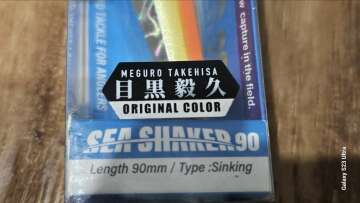 D TACKLE FOR ANGLERS
w capture in the field.
MEGURO TAKEHISA
目黒毅久
ORIGINAL COLOR
SEA SHAKER 90
Length 90mm / Type :Sinking
Galaxy S23 Ultra